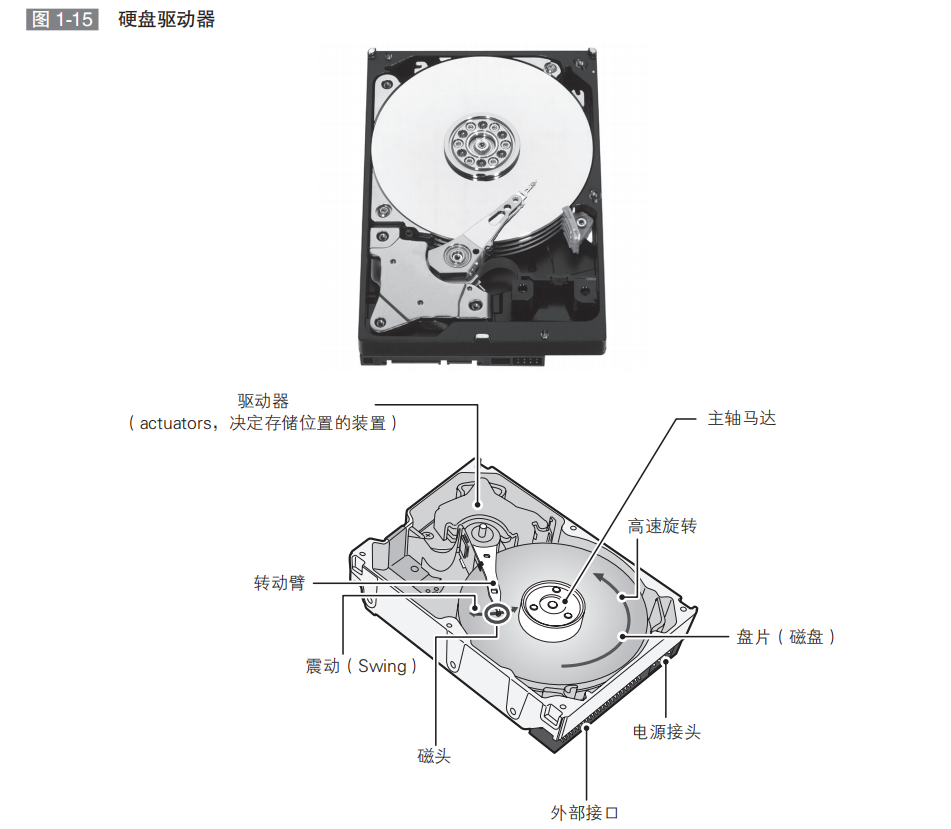 图 1-15 硬盘驱动器
驱动器
（actuators，决定存储位置的装置）
主轴马达
高速旋转
转动臂
盘片（磁盘）
震动（Swing）
电源接头
磁头
外部接口